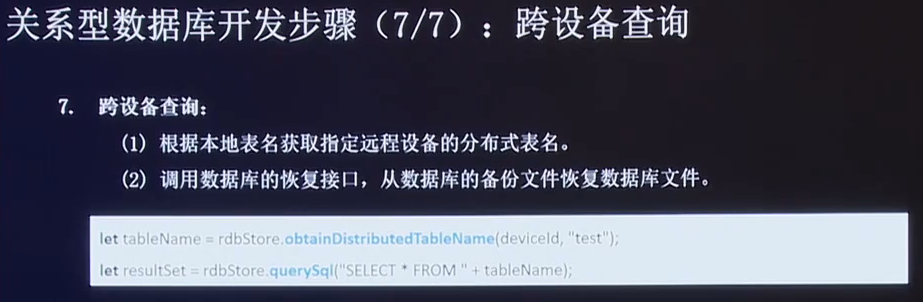 关系型数据库开发步骤（7/7）：跨设备查询
7. 跨设备查询：
（1）根据本地表名获取指定远程设备的分布式表名。
（2）调用数据库的恢复接口，从数据库的备份文件恢复数据库文件。
let tableName = rdbStore.obtainDistributedTableName(deviceId, "test");
let resultSet = rdbStore.querySql("SELECT * FROM " + tableName);